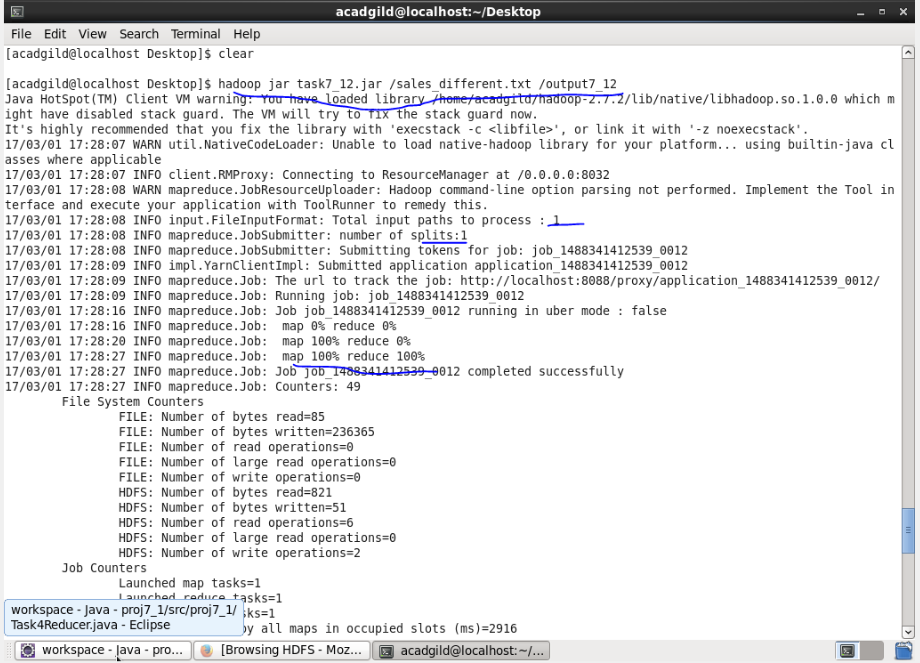 acadgild@localhost:~/Desktop
File Edit View Search Terminal Help
[acadgild@localhost Desktop]$ clear
[acadgild@localhost Desktop]$ hadoop jar task7_12.jar /sales_different.txt /output7_12
Java HotSpot(TM) Client VM warning: You have loaded library /home/acadgild/hadoop-2.7.2/lib/native/libhadoop.so.1.0.0 which m
ight have disabled stack guard. The VM will try to fix the stack guard now.
It's highly recommended that you fix the library with 'execstack -c <libfile>', or link it with '-z noexecstack'.
17/03/01 17:28:07 WARN util.NativeCodeLoader: Unable to load native-hadoop library for your platform... using builtin-java cl
asses where applicable
17/03/01 17:28:07 INFO client.RMProxy: Connecting to ResourceManager at /0.0.0.0:8032
17/03/01 17:28:08 WARN mapreduce.JobResourceUploader: Hadoop command-line option parsing not performed. Implement the Tool in
terface and execute your application with ToolRunner to remedy this.
17/03/01 17:28:08 INFO input.FileInputFormat: Total input paths to process : 1
17/03/01 17:28:08 INFO mapreduce.JobSubmitter: number of splits:1
17/03/01 17:28:08 INFO mapreduce.JobSubmitter: Submitting tokens for job: job_1488341412539_0012
17/03/01 17:28:09 INFO impl.YarnClientImpl: Submitted application application_1488341412539_0012
17/03/01 17:28:09 INFO mapreduce.Job: The url to track the job: http://localhost:8088/proxy/application_1488341412539_0012/
17/03/01 17:28:09 INFO mapreduce.Job: Running job: job_1488341412539_0012
17/03/01 17:28:16 INFO mapreduce.Job: Job job_1488341412539_0012 running in uber mode : false
17/03/01 17:28:16 INFO mapreduce.Job:  map 0% reduce 0%
17/03/01 17:28:20 INFO mapreduce.Job:  map 100% reduce 0%
17/03/01 17:28:27 INFO mapreduce.Job:  map 100% reduce 100%
17/03/01 17:28:27 INFO mapreduce.Job: Job job_1488341412539_0012 completed successfully
17/03/01 17:28:27 INFO mapreduce.Job: Counters: 49
File System Counters
FILE: Number of bytes read=85
FILE: Number of bytes written=236365
FILE: Number of read operations=0
FILE: Number of large read operations=0
FILE: Number of write operations=0
HDFS: Number of bytes read=821
HDFS: Number of bytes written=51
HDFS: Number of read operations=6
HDFS: Number of large read operations=0
HDFS: Number of write operations=2
Job Counters
Launched map tasks=1
Launched reduce tasks=1
ks=1
by all maps in occupied slots (ms)=2916
workspace - Java - proj7_1/src/proj7_1/
Task4Reducer.java - Eclipse
workspace - Java - pro... [Browsing HDFS - Moz... acadgild@localhost:~/...